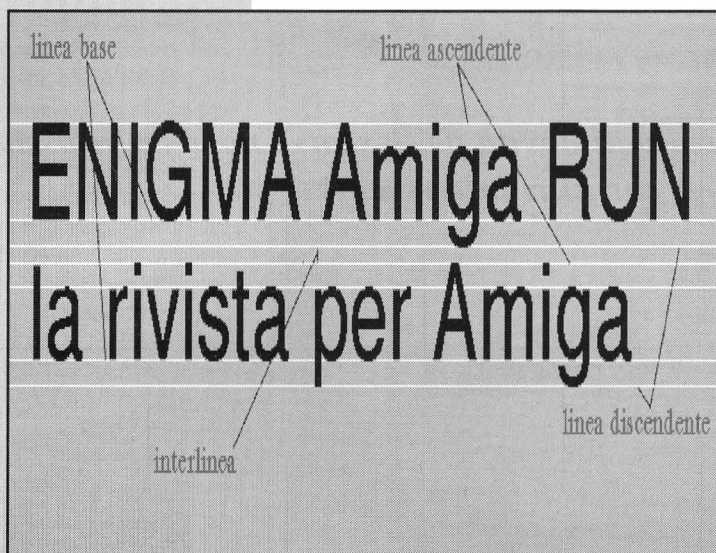 linea base
linea ascendente
ENIGMA Amiga RUN
la rivista per Amiga
linea discendente
interlinea